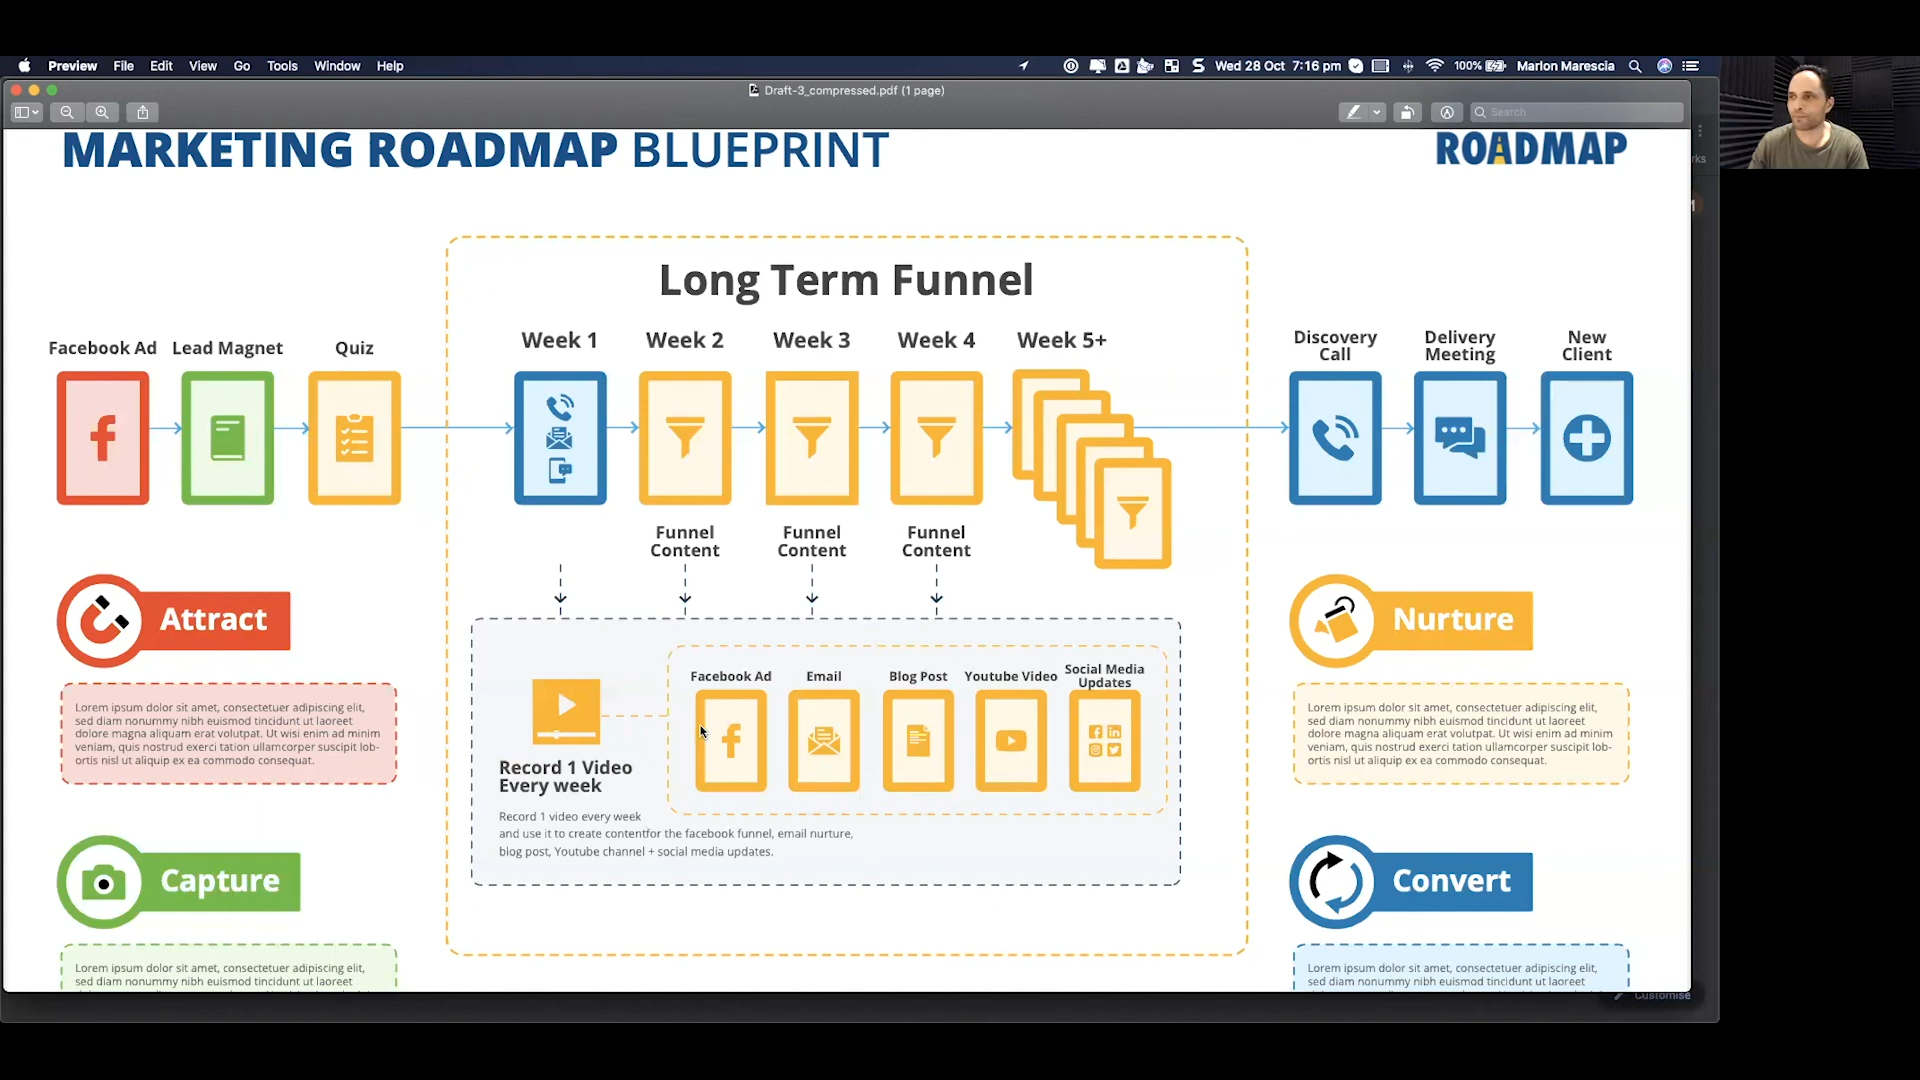 Preview File Edit View Go Tools Window Help
Wed 28 Oct 7:16 pm 100% Marlon Marescia
Draft-3_compressed.pdf (1 page)
Search
MARKETING ROADMAP BLUEPRINT
ROADMAP
rks
Long Term Funnel
Facebook Ad
Lead Magnet
Quiz
Week 1
Week 2
Week 3
Week 4
Week 5+
Discovery
Call
Delivery
Meeting
New
Client
Funnel
Content
Funnel
Content
Funnel
Content
Attract
Lorem ipsum dolor sit amet, consectetuer adipiscing elit,
sed diam nonummy nibh euismod tincidunt ut laoreet
dolore magna aliquam erat volutpat. Ut wisi enim ad minim
veniam, quis nostrud exerci tation ullamcorper suscipit lob-
ortis nisl ut aliquip ex ea commodo consequat.
Capture
Lorem ipsum dolor sit amet, consectetuer adipiscing elit,
sed diam nonummy nibh euismod tincidunt ut laoreet
Record 1 Video
Every week
Record 1 video every week
and use it to create contentfor the facebook funnel, email nurture,
blog post, Youtube channel + social media updates.
Facebook Ad
Email
Blog Post
Youtube Video
Social Media
Updates
Nurture
Lorem ipsum dolor sit amet, consectetuer adipiscing elit,
sed diam nonummy nibh euismod tincidunt ut laoreet
dolore magna aliquam erat volutpat. Ut wisi enim ad minim
veniam, quis nostrud exerci tation ullamcorper suscipit lob-
ortis nisl ut aliquip ex ea commodo consequat.
Convert
Lorem ipsum dolor sit amet, consectetuer adipiscing elit,
sed diam nonummy nibh euismod tincidunt ut laoreet
Customise